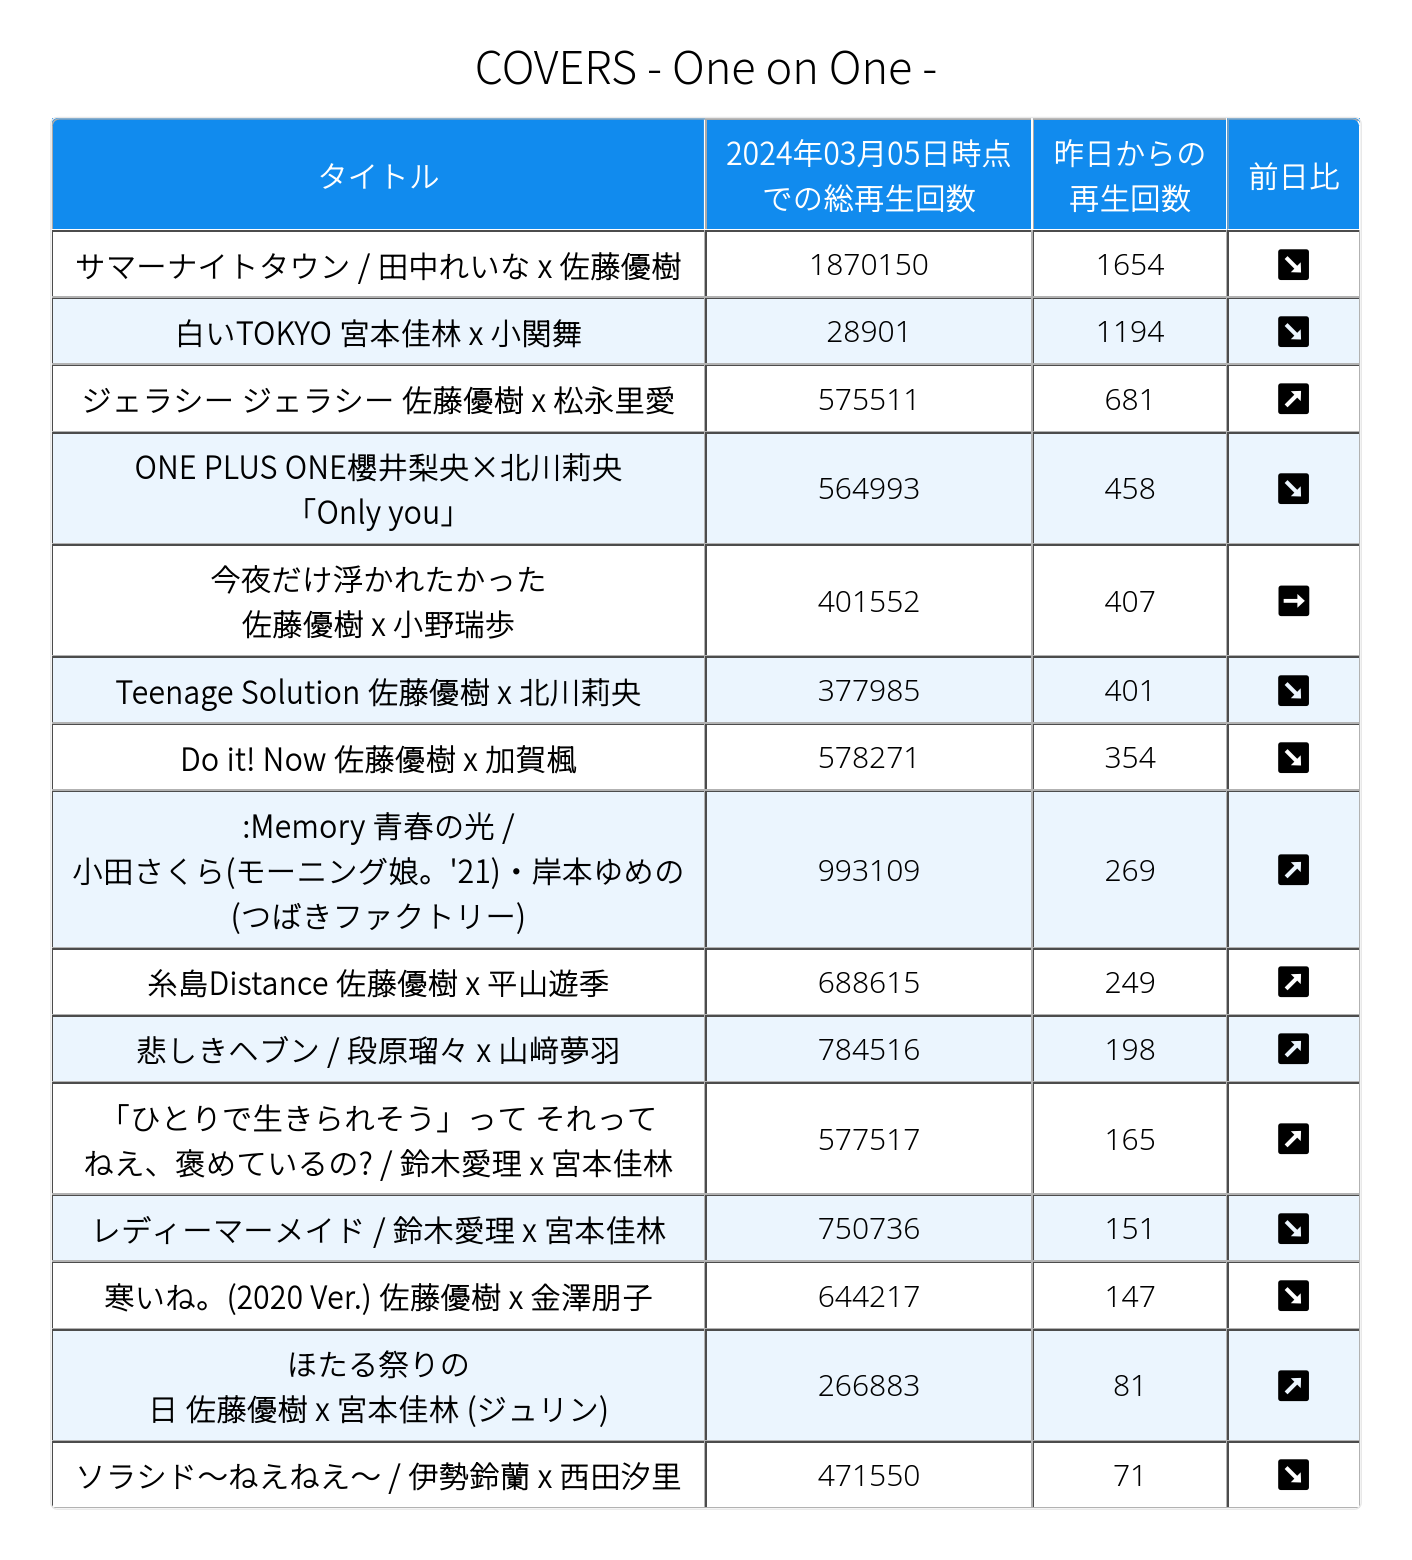 COVERS - One on One -
タイトル
2024年03月05日時点
での総再生回数
昨日からの
再生回数
前日比
サマーナイトタウン / 田中れいな x 佐藤優樹
1870150
1654
白いTOKYO 宮本佳林 x 小関舞
28901
1194
ジェラシー ジェラシー 佐藤優樹 x 松永里愛
575511
681
ONE PLUS ONE櫻井梨央×北川莉央
「Only you」
564993
458
今夜だけ浮かれたかった
佐藤優樹 x 小野瑞歩
401552
407
Teenage Solution 佐藤優樹 x 北川莉央
377985
401
Do it! Now 佐藤優樹 x 加賀楓
578271
354
:Memory 青春の光 /
小田さくら(モーニング娘。'21)・岸本ゆめの
(つばきファクトリー)
993109
269
糸島Distance 佐藤優樹 x 平山遊季
688615
249
悲しきヘブン / 段原瑠々 x 山﨑夢羽
784516
198
「ひとりで生きられそう」って それって
ねえ、褒めているの? / 鈴木愛理 x 宮本佳林
577517
165
レディーマーメイド / 鈴木愛理 x 宮本佳林
750736
151
寒いね。(2020 Ver.) 佐藤優樹 x 金澤朋子
644217
147
ほたる祭りの
日 佐藤優樹 x 宮本佳林 (ジュリン)
266883
81
ソラシド～ねえねえ～ / 伊勢鈴蘭 x 西田汐里
471550
71